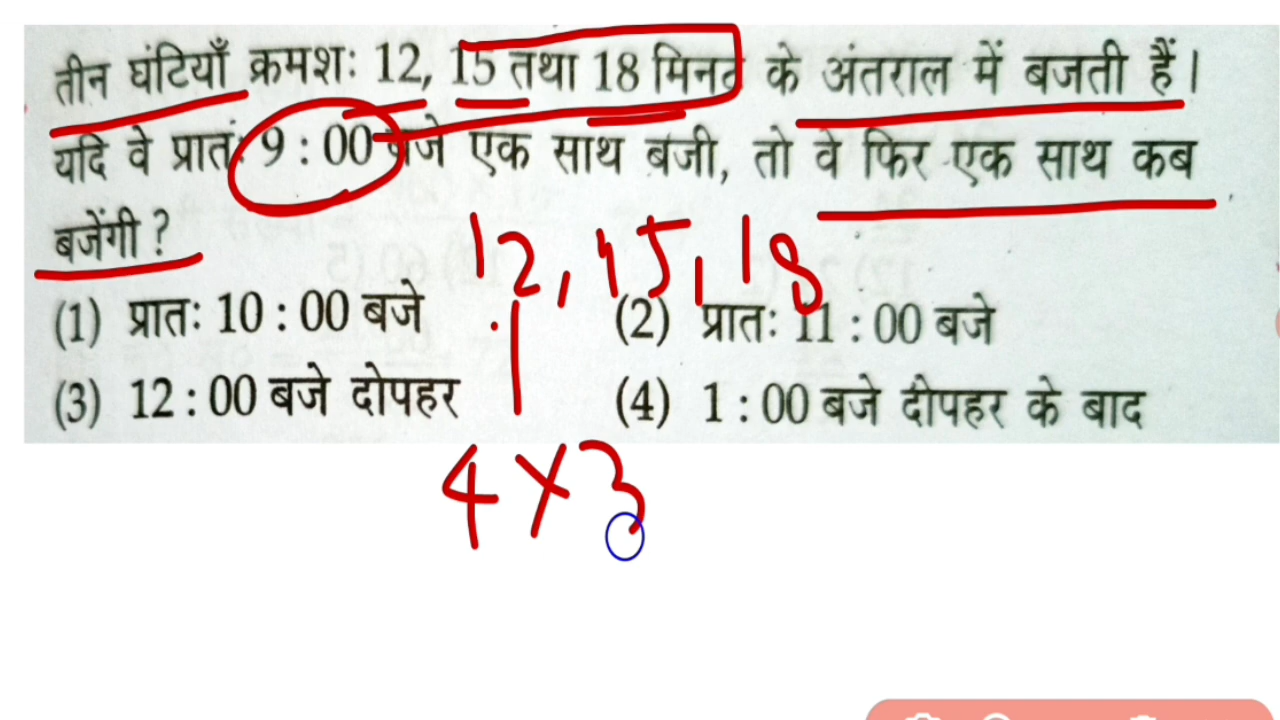 तीन घंटियाँ क्रमशः 12, 15 तथा 18 मिनट के अंतराल में बजती हैं।
यदि वे प्रातः 9 : 00 बजे एक साथ बजी, तो वे फिर एक साथ कब
बजेंगी ?
12, 15, 18
(1) प्रातः 10 : 00 बजे (2) प्रातः 11 : 00 बजे
(3) 12 : 00 बजे दोपहर (4) 1 : 00 बजे दोपहर के बाद
4 × 3